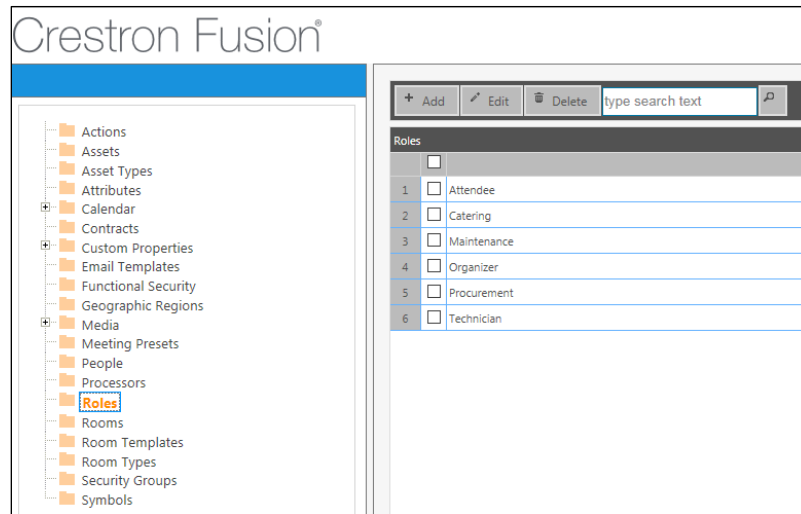 Crestron Fusion®
Add Edit Delete type search text
Roles
1 Attendee
2 Catering
3 Maintenance
4 Organizer
5 Procurement
6 Technician
Actions
Assets
Asset Types
Attributes
Calendar
Contracts
Custom Properties
Email Templates
Functional Security
Geographic Regions
Media
Meeting Presets
People
Processors
Roles
Rooms
Room Templates
Room Types
Security Groups
Symbols